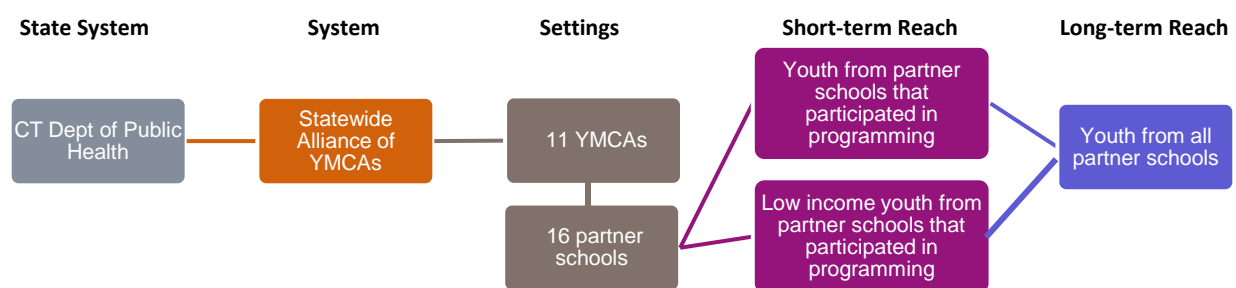 State System
System
Settings
Short-term Reach
Long-term Reach
CT Dept of Public
Health
Statewide
Alliance of
YMCAs
11 YMCAs
16 partner
schools
Youth from partner
schools that
participated in
programming
Low income youth from
partner schools that
participated in
programming
Youth from all
partner schools